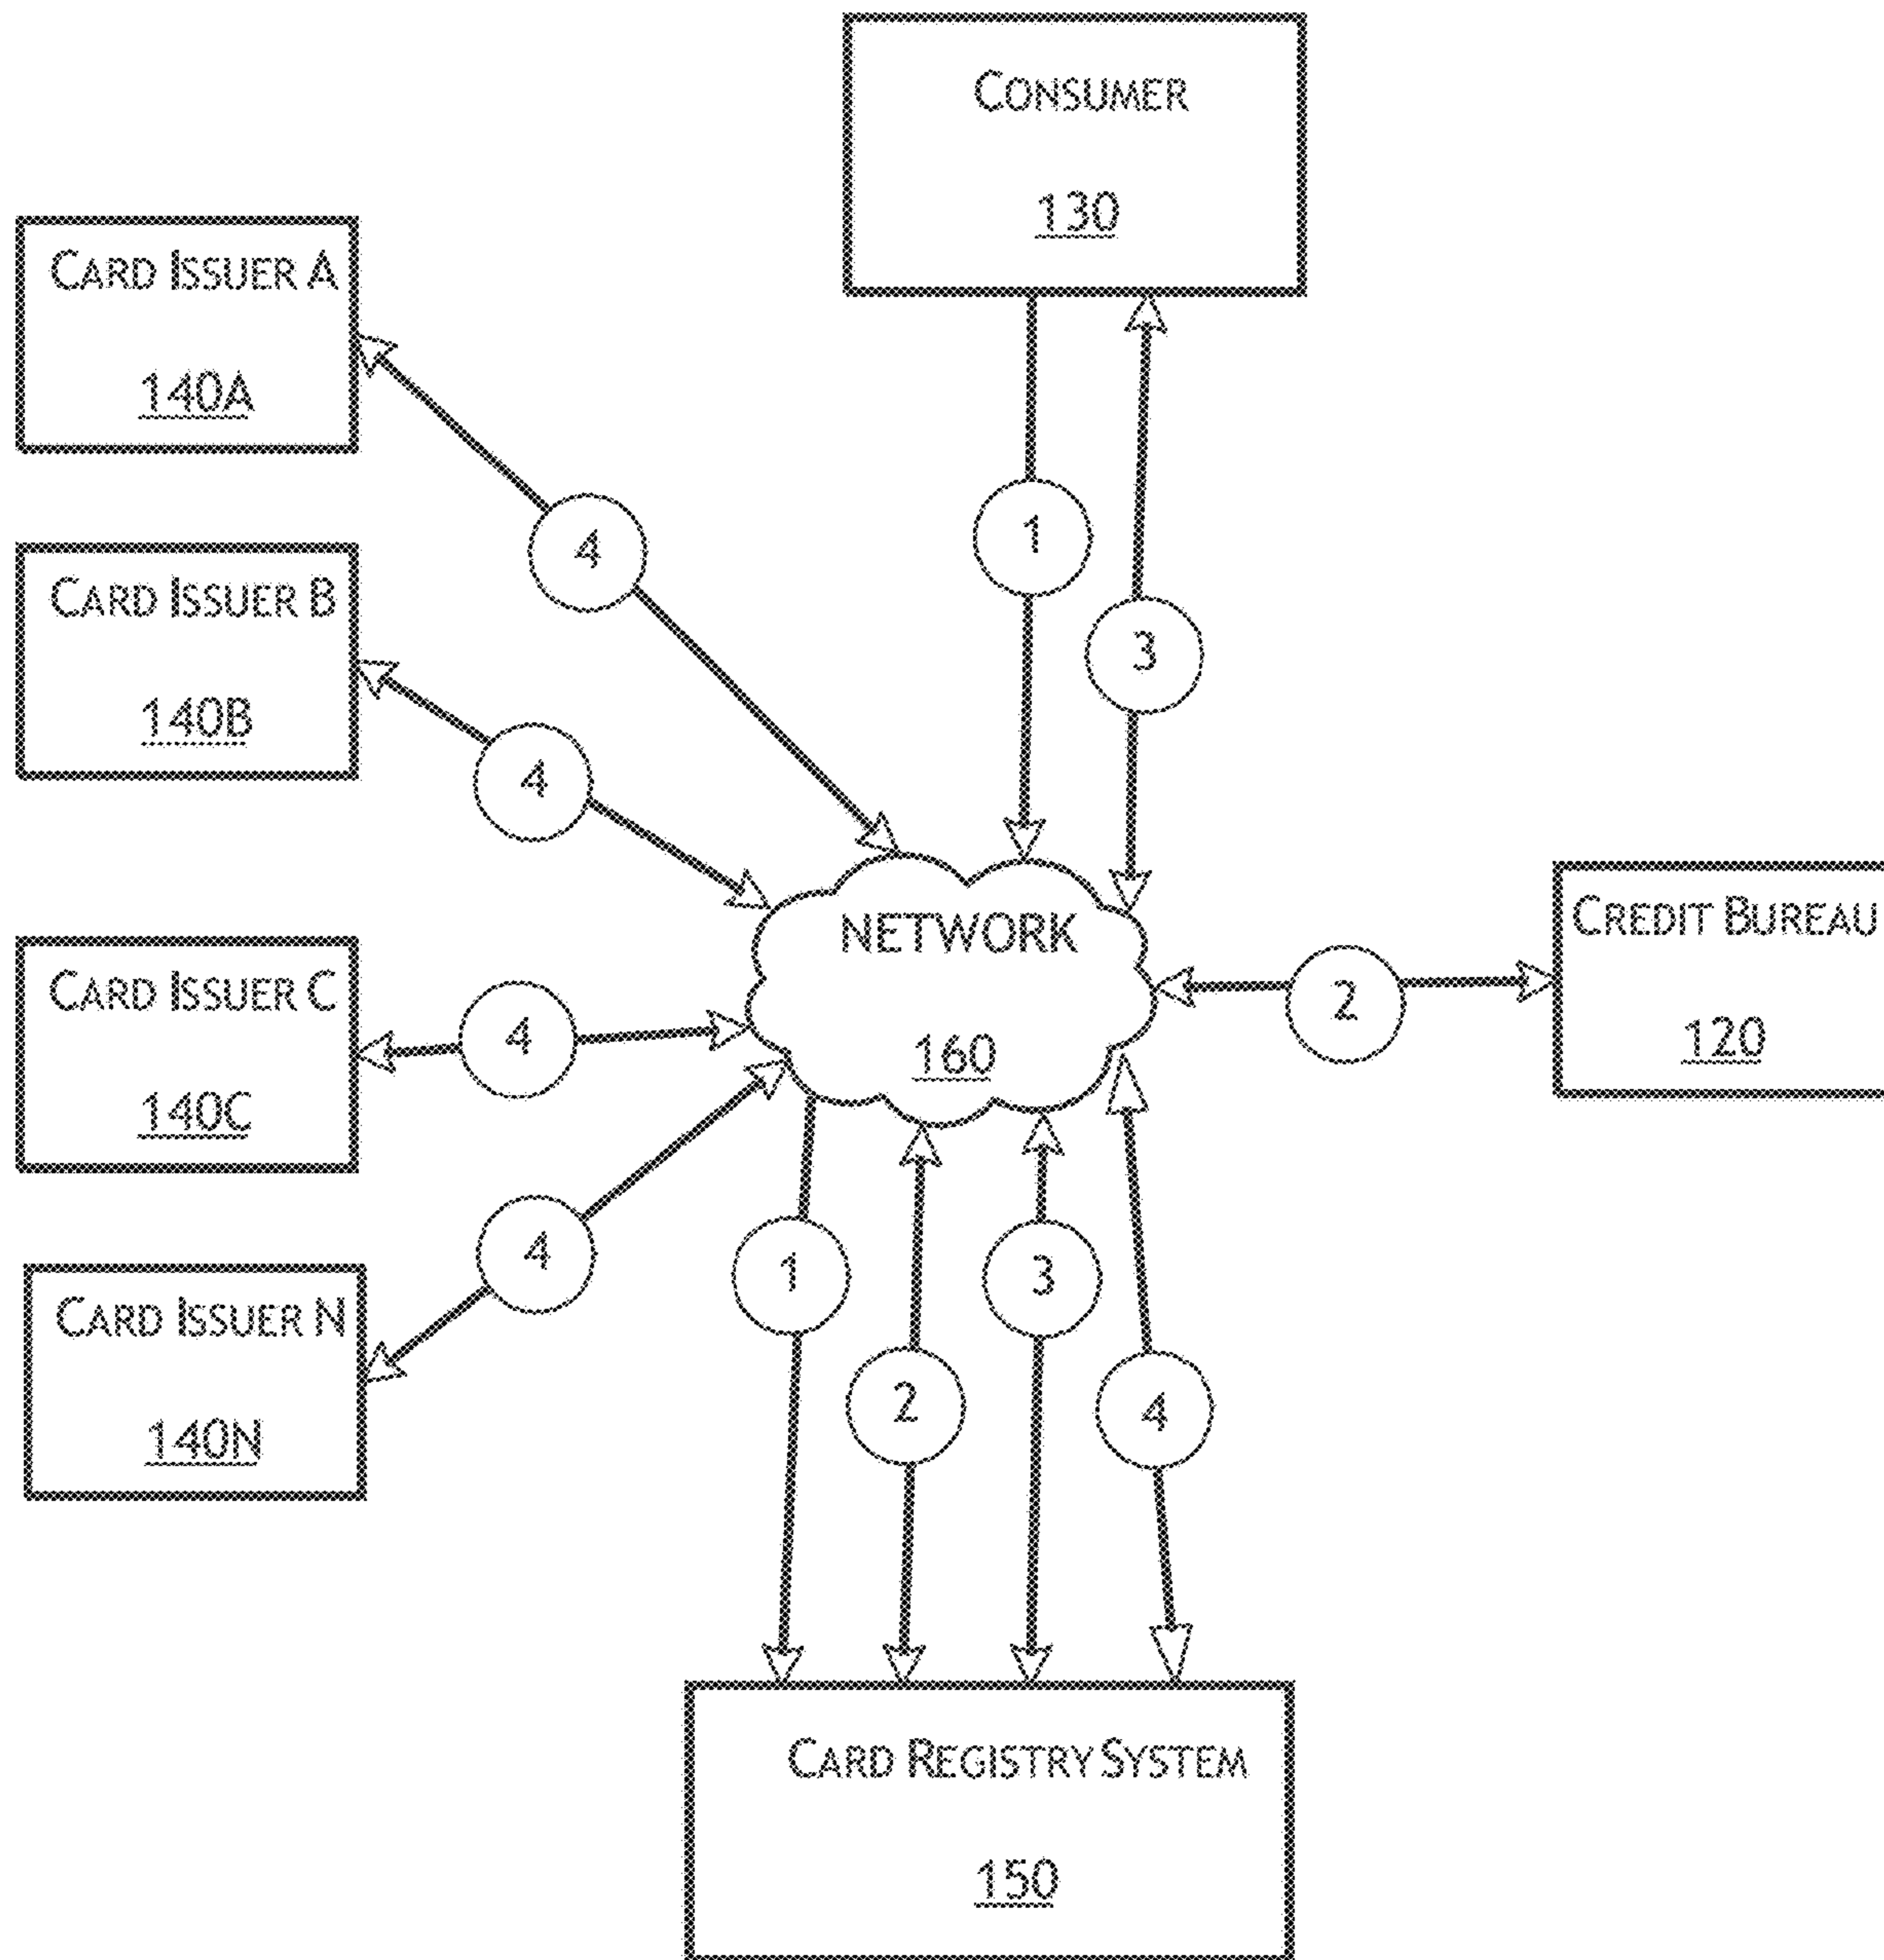 CONSUMER
130
CARD ISSUER A
140A
4
1
CARD ISSUER B
140B
3
4
NETWORK
160
CREDIT BUREAU
120
2
CARD ISSUER C
140C
4
CARD ISSUER N
140N
4
1
2
3
4
CARD REGISTRY SYSTEM
150